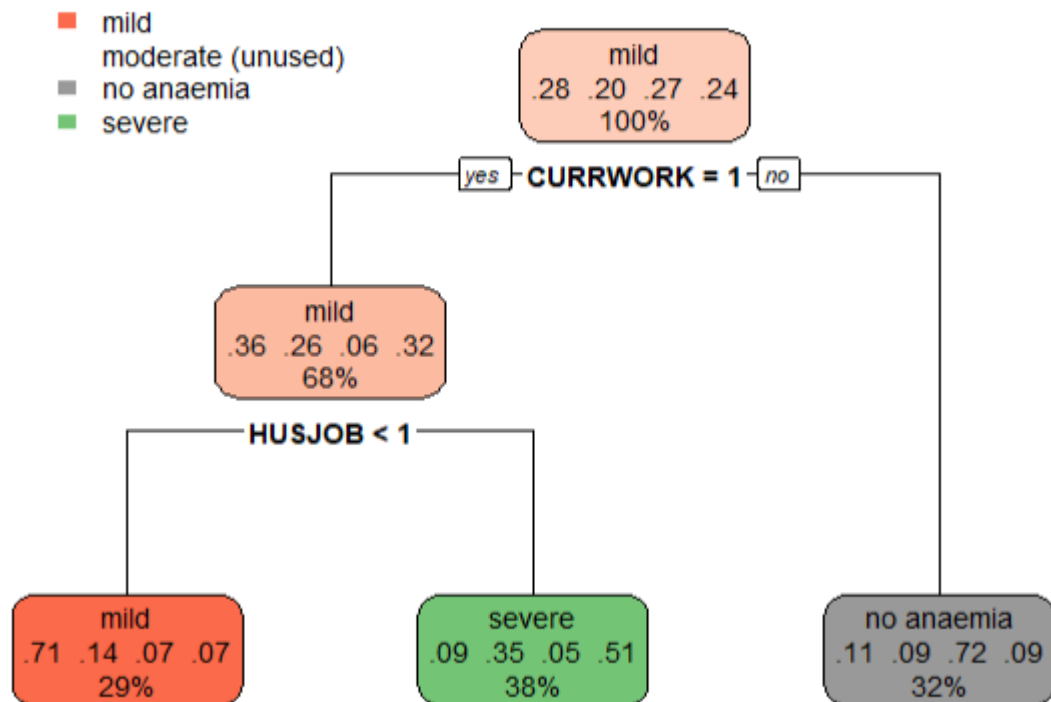 mild
moderate (unused)
no anaemia
severe
mild
.28 .20 .27 .24
100%
yes CURRWORK = 1 no
mild
.36 .26 .06 .32
68%
HUSJOB < 1
mild
.71 .14 .07 .07
29%
severe
.09 .35 .05 .51
38%
no anaemia
.11 .09 .72 .09
32%